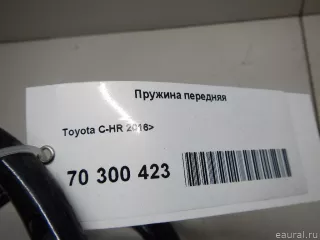 Пружина передняя
Toyota C-HR 2016>
70 300 423
eaural.ru